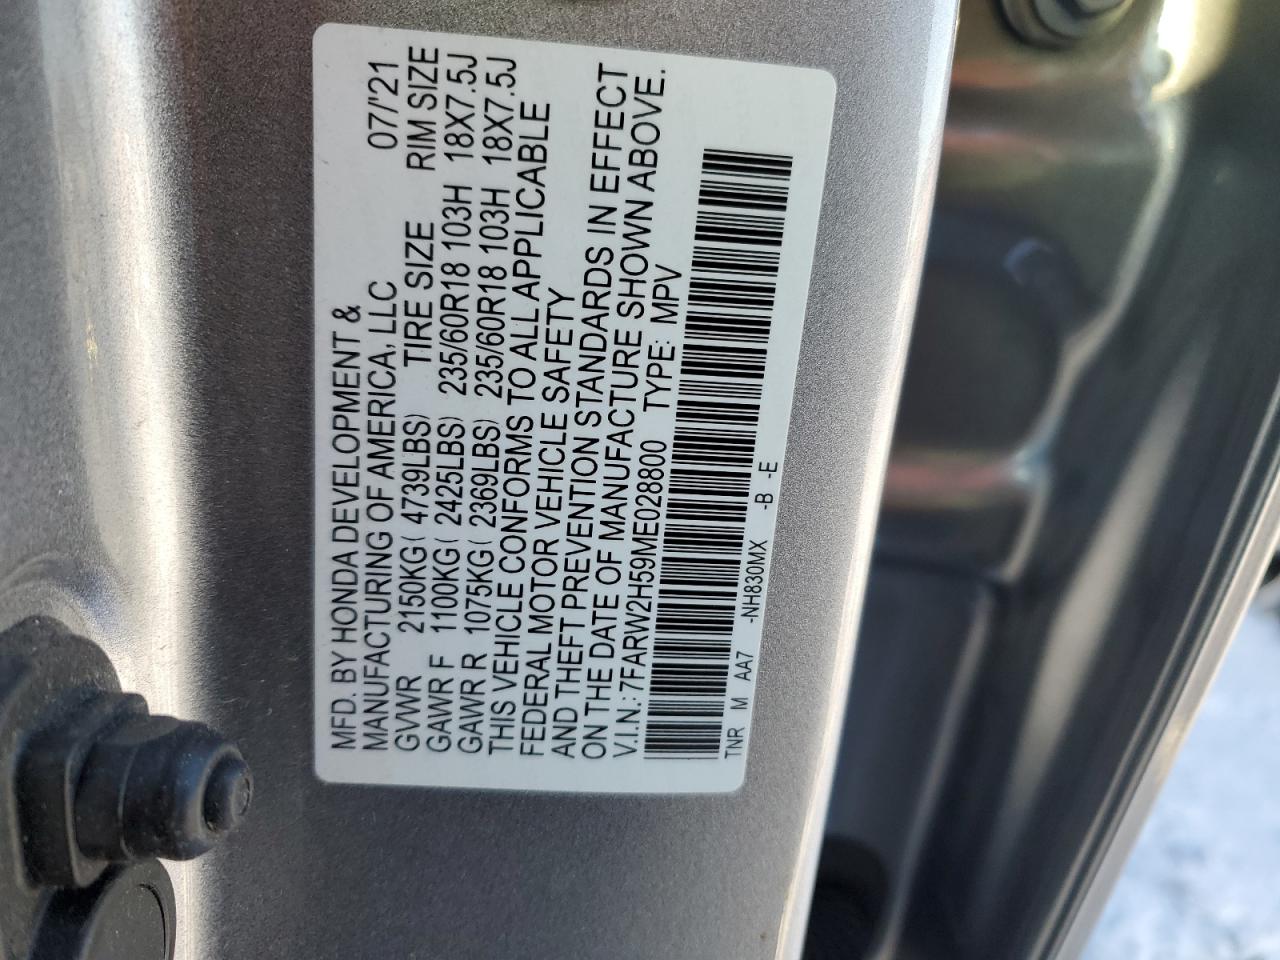 MFD. BY HONDA DEVELOPMENT &
MANUFACTURING OF AMERICA, LLC 07/'21
GVWR 2150KG( 4739LBS) TIRE SIZE RIM SIZE
GAWR F 1100KG( 2425LBS) 235/60R18 103H 18X7.5J
GAWR R 1075KG( 2369LBS) 235/60R18 103H 18X7.5J
THIS VEHICLE CONFORMS TO ALL APPLICABLE
FEDERAL MOTOR VEHICLE SAFETY
AND THEFT PREVENTION STANDARDS IN EFFECT
ON THE DATE OF MANUFACTURE SHOWN ABOVE.
V.I.N.: 7FARW2H59ME028800 TYPE: MPV
TNR M AA7 -NH830MX -B -E